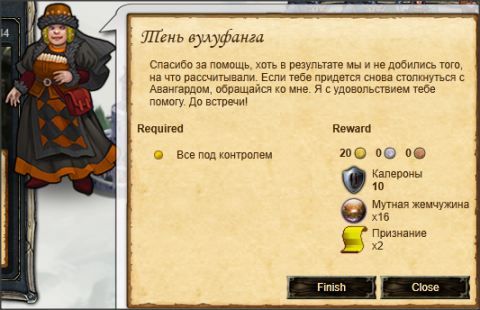 Тень вулуфанга
Спасибо за помощь, хоть в результате мы и не добились того,
на что рассчитывали. Если тебе придется снова столкнуться с
Авангардом, обращайся ко мне. Я с удовольствием тебе
помогу. До встречи!
Required
Reward
Все под контролем
20 0 0
Калероны
10
Мутная жемчужина
x16
Признание
x2
Finish
Close